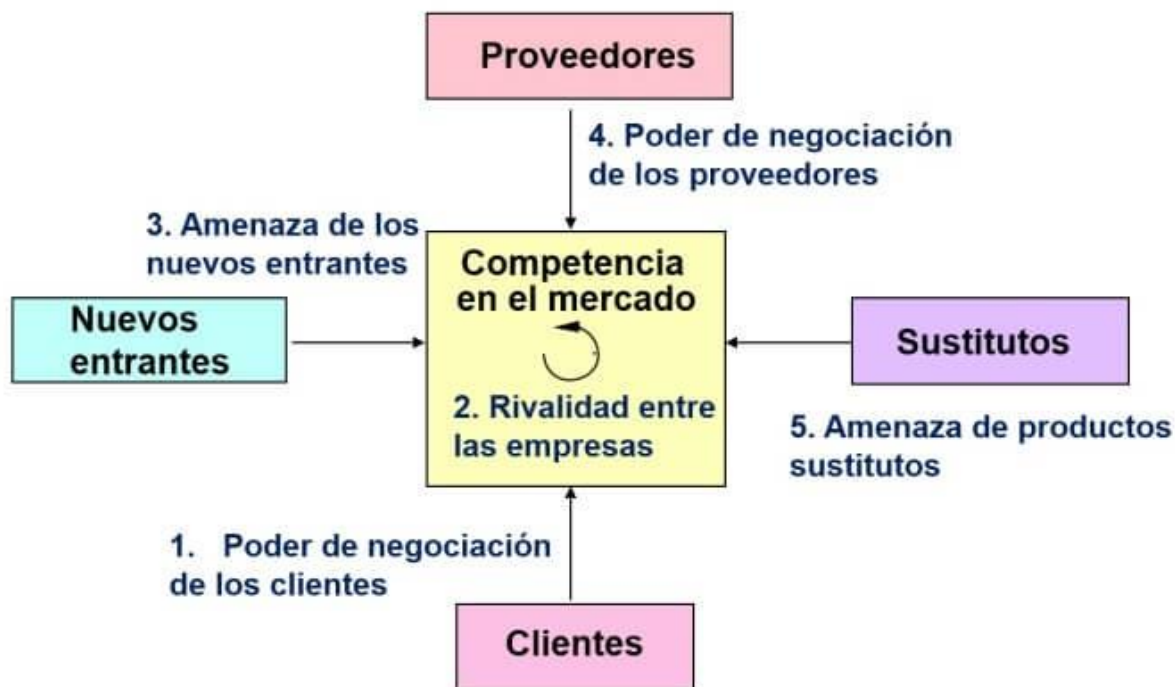 Proveedores
4. Poder de negociación
de los proveedores
3. Amenaza de los
nuevos entrantes
Competencia
en el mercado
Nuevos
entrantes
Sustitutos
2. Rivalidad entre
las empresas
5. Amenaza de productos
sustitutos
1. Poder de negociación
de los clientes
Clientes